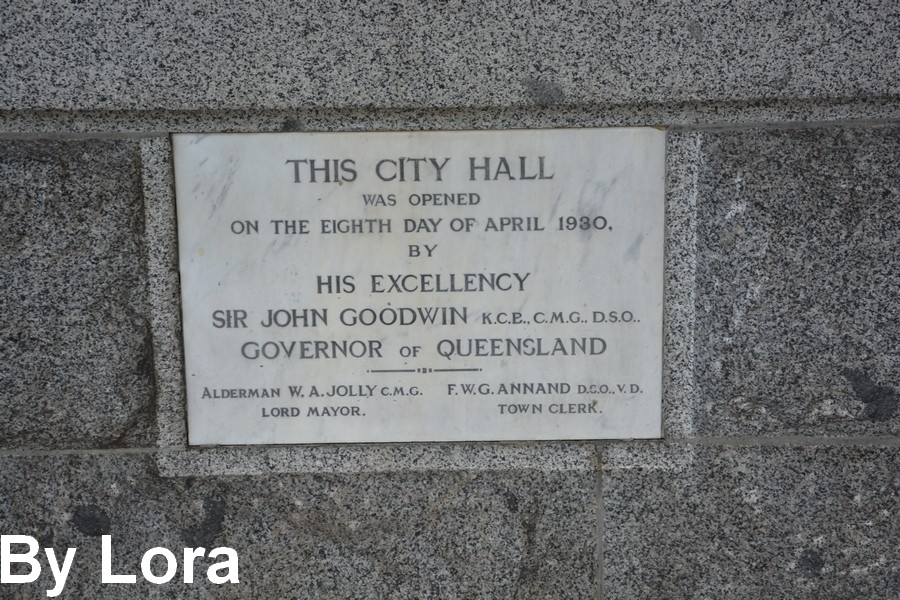 THIS CITY HALL
WAS OPENED
ON THE EIGHTH DAY OF APRIL 1930.
BY
HIS EXCELLENCY
SIR JOHN GOODWIN K.C.B., C.M.G., D.S.O..
GOVERNOR OF QUEENSLAND
ALDERMAN W. A. JOLLY C.M.G. F. W. G. ANNAND D.S.O., V. D.
LORD MAYOR. TOWN CLERK.
By Lora